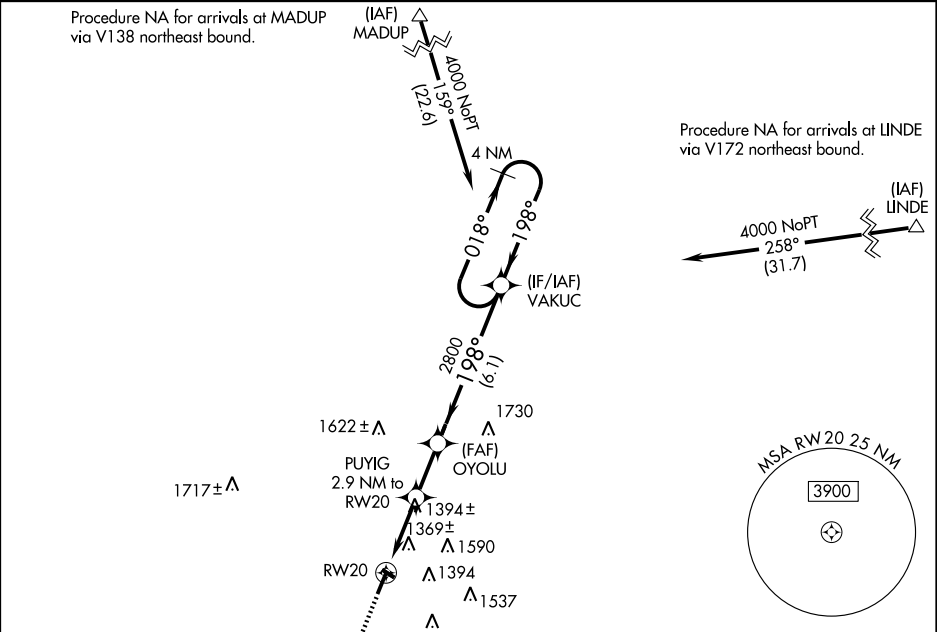 Procedure NA for arrivals at MADUP
via V138 northeast bound.
(IAF)
MADUP
4000 NoPT
159°
(22.6)
4 NM
Procedure NA for arrivals at LINDE
via V172 northeast bound.
(IAF)
LINDE
4000 NoPT
258°
(31.7)
018°
198°
(IF/IAF)
VAKUC
2800
198°
(6.1)
1730
1622±
(FAF)
OYOLU
PUYIG
2.9 NM to
RW20
1717±
1394±
1369±
1590
RW20
1394
1537
MSA RW20 25 NM
3900